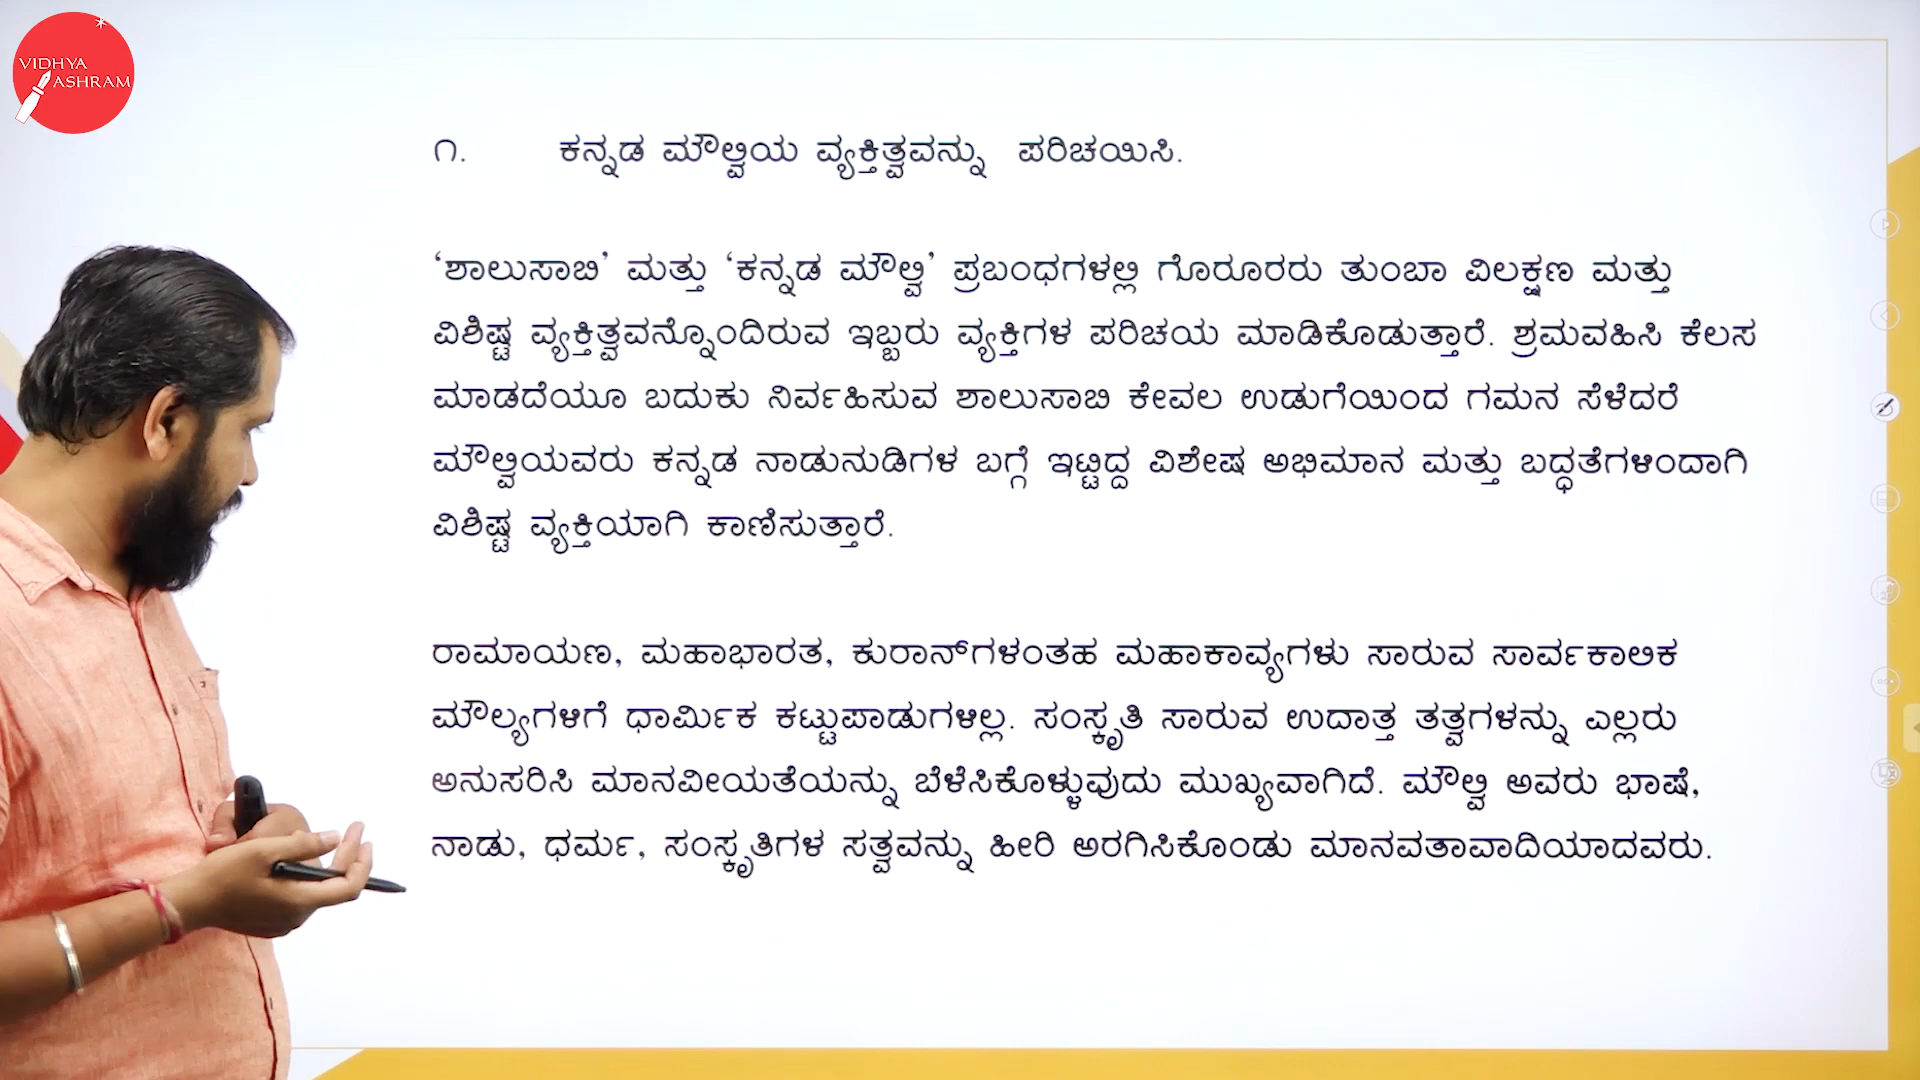 VIDHYA
ASHRAM
೧. ಕನ್ನಡ ಮೌಲ್ವಿಯ ವ್ಯಕ್ತಿತ್ವವನ್ನು ಪರಿಚಯಿಸಿ.
‘ಶಾಲುಸಾಬಿ’ ಮತ್ತು ‘ಕನ್ನಡ ಮೌಲ್ವಿ’ ಪ್ರಬಂಧಗಳಲ್ಲಿ ಗೊರೂರರು ತುಂಬಾ ವಿಲಕ್ಷಣ ಮತ್ತು
ವಿಶಿಷ್ಟ ವ್ಯಕ್ತಿತ್ವವನ್ನೊಂದಿರುವ ಇಬ್ಬರು ವ್ಯಕ್ತಿಗಳ ಪರಿಚಯ ಮಾಡಿಕೊಡುತ್ತಾರೆ. ಶ್ರಮವಹಿಸಿ ಕೆಲಸ
ಮಾಡದೆಯೂ ಬದುಕು ನಿರ್ವಹಿಸುವ ಶಾಲುಸಾಬಿ ಕೇವಲ ಉಡುಗೆಯಿಂದ ಗಮನ ಸೆಳೆದರೆ
ಮೌಲ್ವಿಯವರು ಕನ್ನಡ ನಾಡುನುಡಿಗಳ ಬಗ್ಗೆ ಇಟ್ಟಿದ್ದ ವಿಶೇಷ ಅಭಿಮಾನ ಮತ್ತು ಬದ್ಧತೆಗಳಿಂದಾಗಿ
ವಿಶಿಷ್ಟ ವ್ಯಕ್ತಿಯಾಗಿ ಕಾಣಿಸುತ್ತಾರೆ.
ರಾಮಾಯಣ, ಮಹಾಭಾರತ, ಕುರಾನ್‌ಗಳಂತಹ ಮಹಾಕಾವ್ಯಗಳು ಸಾರುವ ಸಾರ್ವಕಾಲಿಕ
ಮೌಲ್ಯಗಳಿಗೆ ಧಾರ್ಮಿಕ ಕಟ್ಟುಪಾಡುಗಳಿಲ್ಲ. ಸಂಸ್ಕೃತಿ ಸಾರುವ ಉದಾತ್ತ ತತ್ವಗಳನ್ನು ಎಲ್ಲರು
ಅನುಸರಿಸಿ ಮಾನವೀಯತೆಯನ್ನು ಬೆಳೆಸಿಕೊಳ್ಳುವುದು ಮುಖ್ಯವಾಗಿದೆ. ಮೌಲ್ವಿ ಅವರು ಭಾಷೆ,
ನಾಡು, ಧರ್ಮ, ಸಂಸ್ಕೃತಿಗಳ ಸತ್ವವನ್ನು ಹೀರಿ ಅರಗಿಸಿಕೊಂಡು ಮಾನವತಾವಾದಿಯಾದವರು.